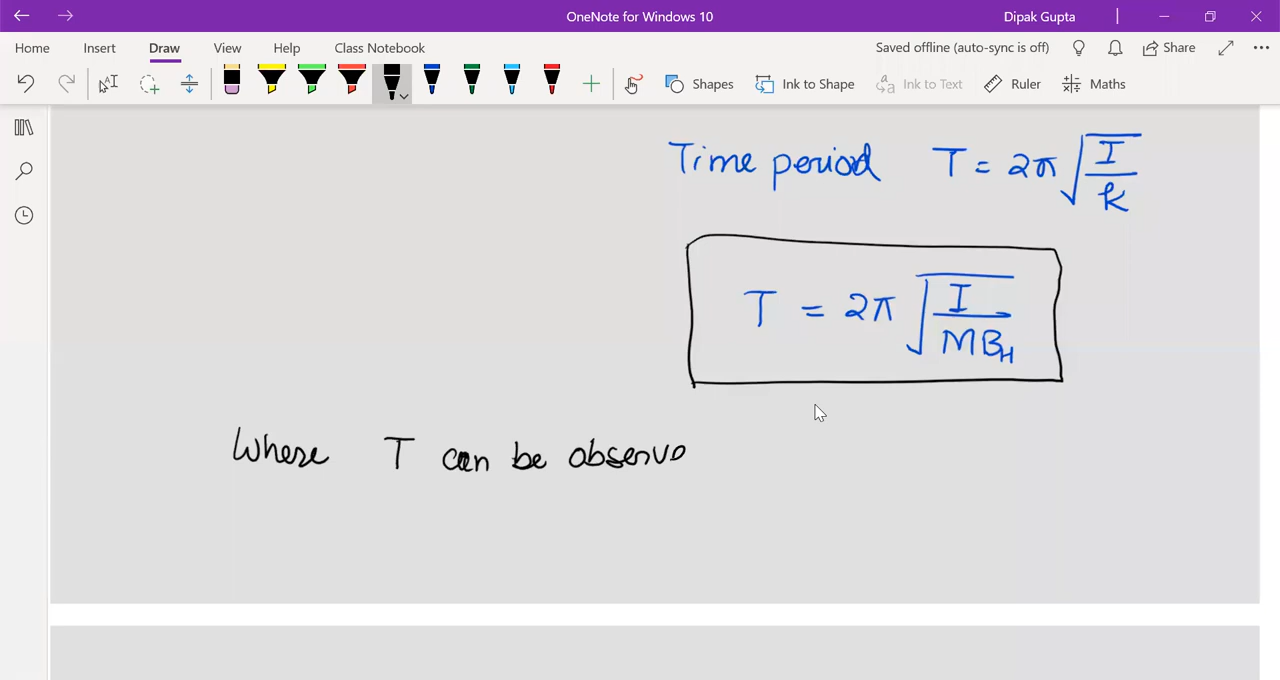 OneNote for Windows 10 Dipak Gupta
Home Insert Draw View Help Class Notebook Saved offline (auto-sync is off) Share
Shapes Ink to Shape Ink to Text Ruler Maths
Time period T = 2π √(I/k)
T = 2π √(I/MB_H)
Where T can be observe